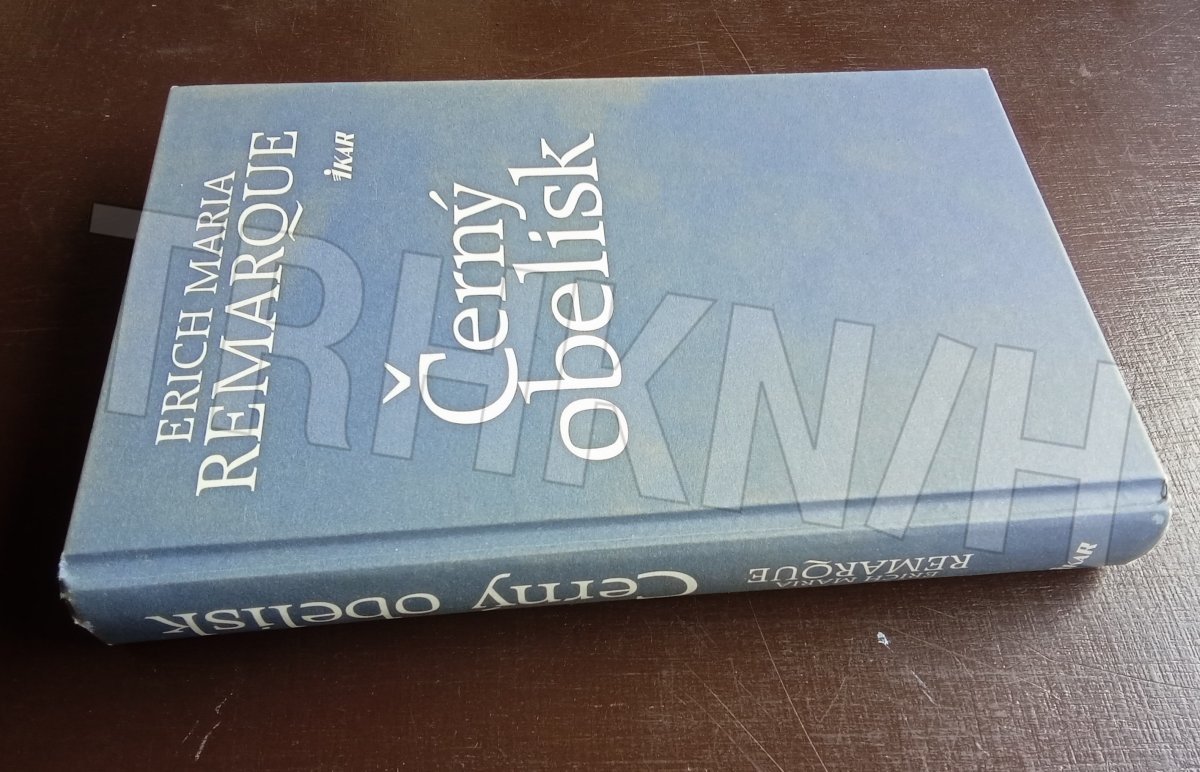 ERICH MARIA
REMARQUE
IKAR
Černý
obelisk
Černý obelisk
ERICH MARIA
REMARQUE
IKAR
TRHKNIH